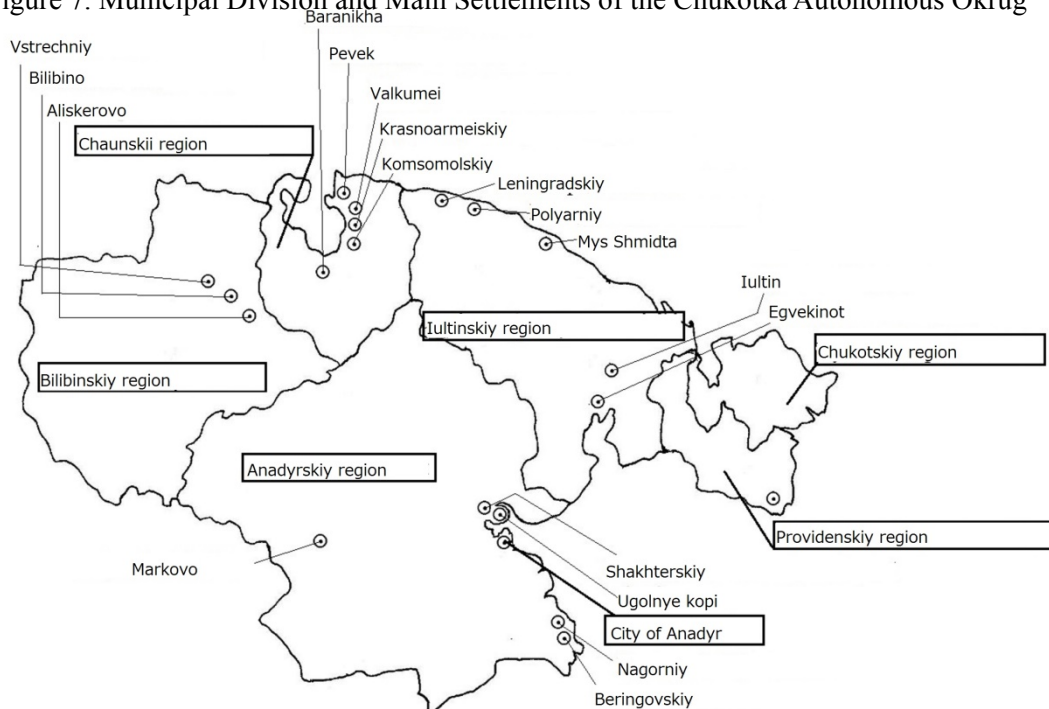 Figure 7. Municipal Division and Main Settlements of the Chukotka Autonomous Okrug
Baranikha
Vstrechniy
Pevek
Bilibino
Valkumei
Aliskerovo
Krasnoarmeiskiy
Chaunskii region
Komsomolskiy
Leningradskiy
Polyarniy
Mys Shmidta
Iultin
Egvekinot
Iultinskiy region
Chukotskiy region
Bilibinskiy region
Anadyrskiy region
Providenskiy region
Markovo
Shakhterskiy
Ugolnye kopi
City of Anadyr
Nagorniy
Beringovskiy